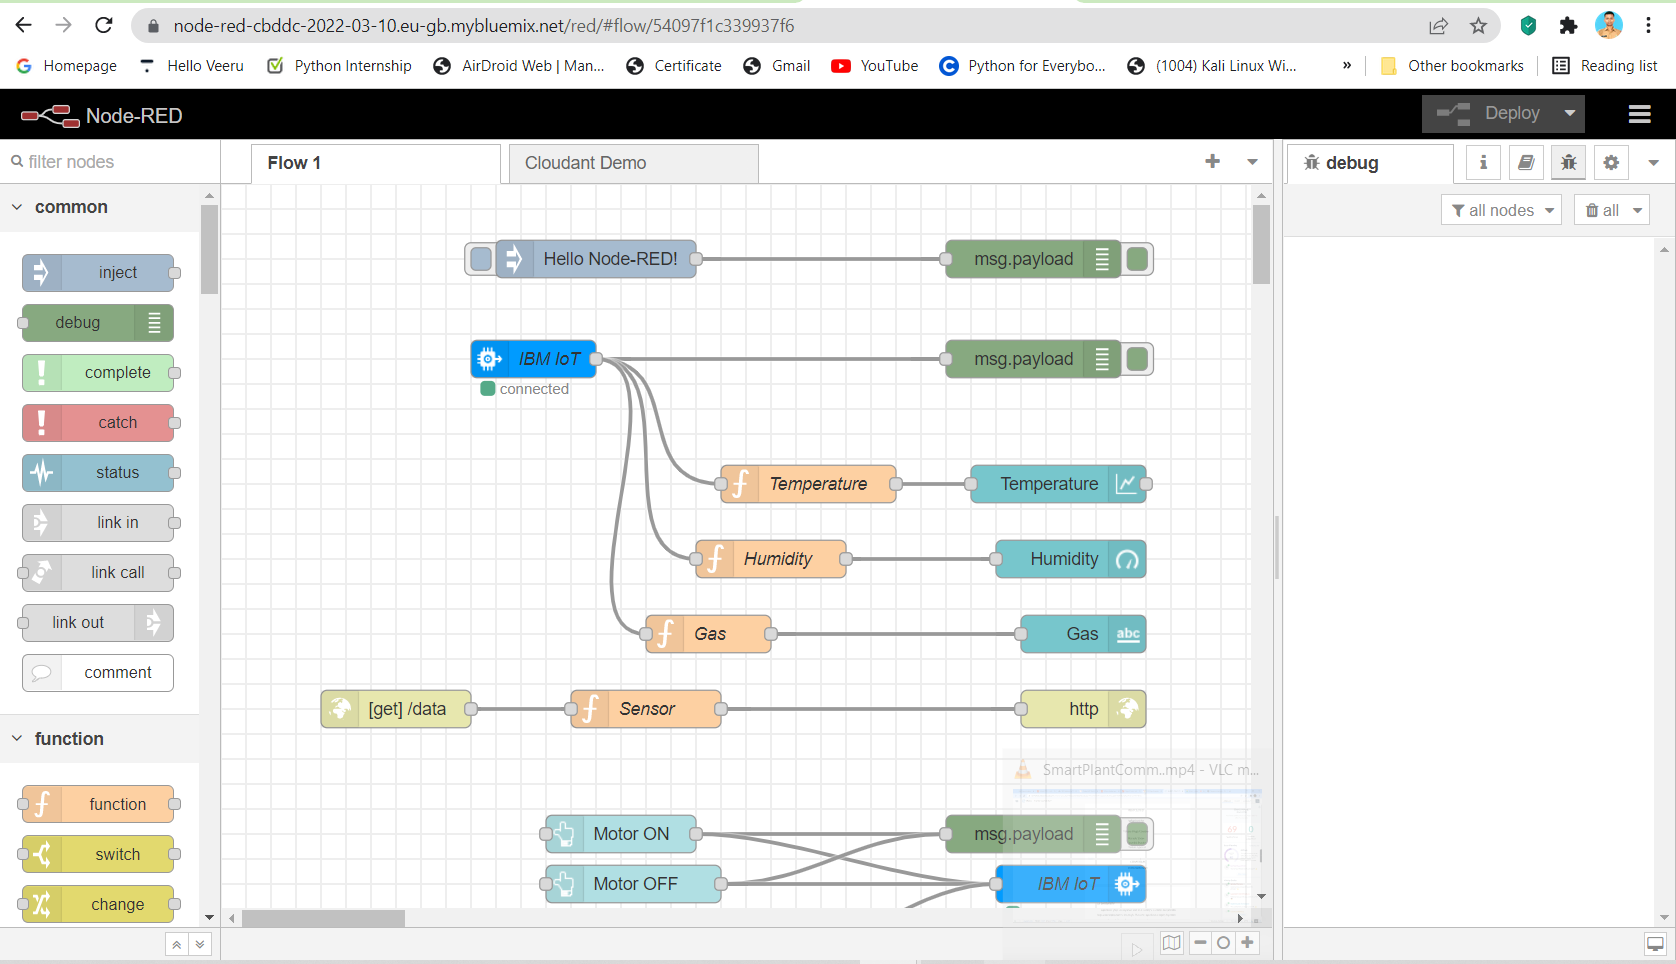 node-red-cbddc-2022-03-10.eu-gb.mybluemix.net/red/#flow/54097f1c339937f6
Homepage Hello Veeru Python Internship AirDroid Web | Man... Certificate Gmail YouTube Python for Everybo... (1004) Kali Linux Wi... » Other bookmarks Reading list
Node-RED Deploy
filter nodes Flow 1 Cloudant Demo debug
all nodes all
common
inject
debug
complete
catch
status
link in
link call
link out
comment
function
function
switch
change
Hello Node-RED! msg.payload
IBM IoT msg.payload
connected
Temperature Temperature
Humidity Humidity
Gas Gas abc
[get] /data Sensor http
SmartPlantComm..mp4 - VLC m...
Motor ON msg.payload
Motor OFF IBM IoT